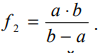 f₂ = a · b / b − a .